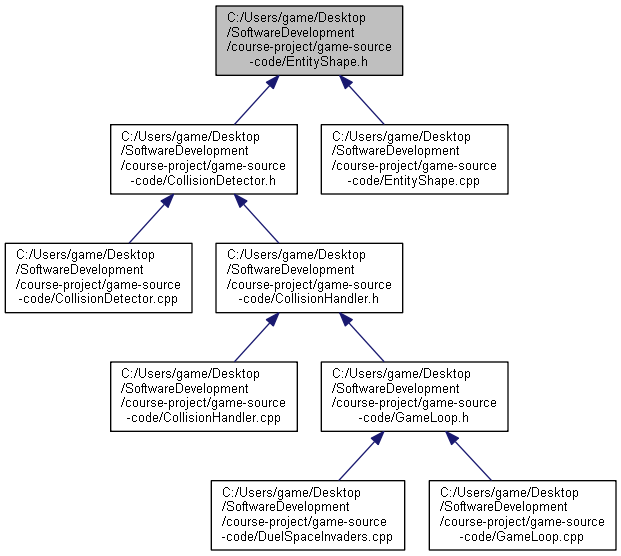 C:/Users/game/Desktop
/SoftwareDevelopment
/course-project/game-source
-code/EntityShape.h
C:/Users/game/Desktop
/SoftwareDevelopment
/course-project/game-source
-code/CollisionDetector.h
C:/Users/game/Desktop
/SoftwareDevelopment
/course-project/game-source
-code/EntityShape.cpp
C:/Users/game/Desktop
/SoftwareDevelopment
/course-project/game-source
-code/CollisionDetector.cpp
C:/Users/game/Desktop
/SoftwareDevelopment
/course-project/game-source
-code/CollisionHandler.h
C:/Users/game/Desktop
/SoftwareDevelopment
/course-project/game-source
-code/CollisionHandler.cpp
C:/Users/game/Desktop
/SoftwareDevelopment
/course-project/game-source
-code/GameLoop.h
C:/Users/game/Desktop
/SoftwareDevelopment
/course-project/game-source
-code/DuelSpaceInvaders.cpp
C:/Users/game/Desktop
/SoftwareDevelopment
/course-project/game-source
-code/GameLoop.cpp